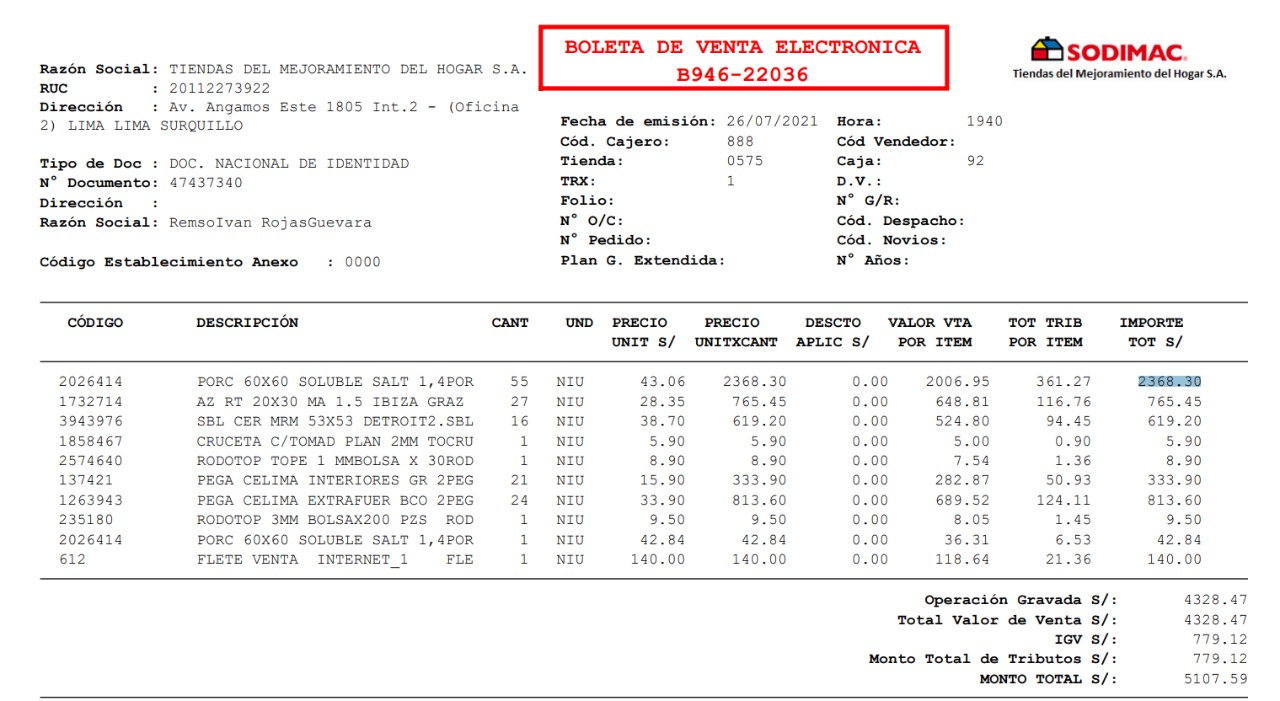 BOLETA DE VENTA ELECTRONICA
B946-22036
SODIMAC.
Tiendas del Mejoramiento del Hogar S.A.
Razón Social: TIENDAS DEL MEJORAMIENTO DEL HOGAR S.A.
RUC : 20112273922
Dirección : Av. Angamos Este 1805 Int.2 - (Oficina
2) LIMA LIMA SURQUILLO
Tipo de Doc : DOC. NACIONAL DE IDENTIDAD
N° Documento: 47437340
Dirección :
Razón Social: RemsoIvan RojasGuevara
Código Establecimiento Anexo : 0000
Fecha de emisión: 26/07/2021 Hora: 1940
Cód. Cajero: 888 Cód Vendedor:
Tienda: 0575 Caja: 92
TRX: 1 D.V.:
Folio: N° G/R:
N° O/C: Cód. Despacho:
N° Pedido: Cód. Novios:
Plan G. Extendida: N° Años:
CÓDIGO DESCRIPCIÓN CANT UND PRECIO PRECIO DESCTO VALOR VTA TOT TRIB IMPORTE
UNIT S/ UNITXCANT APLIC S/ POR ITEM POR ITEM TOT S/
2026414 PORC 60X60 SOLUBLE SALT 1,4POR 55 NIU 43.06 2368.30 0.00 2006.95 361.27 2368.30
1732714 AZ RT 20X30 MA 1.5 IBIZA GRAZ 27 NIU 28.35 765.45 0.00 648.81 116.76 765.45
3943976 SBL CER MRM 53X53 DETROIT2.SBL 16 NIU 38.70 619.20 0.00 524.80 94.45 619.20
1858467 CRUCETA C/TOMAD PLAN 2MM TOCRU 1 NIU 5.90 5.90 0.00 5.00 0.90 5.90
2574640 RODOTOP TOPE 1 MMBOLSA X 30ROD 1 NIU 8.90 8.90 0.00 7.54 1.36 8.90
137421 PEGA CELIMA INTERIORES GR 2PEG 21 NIU 15.90 333.90 0.00 282.87 50.93 333.90
1263943 PEGA CELIMA EXTRAFUER BCO 2PEG 24 NIU 33.90 813.60 0.00 689.52 124.11 813.60
235180 RODOTOP 3MM BOLSAX200 PZS ROD 1 NIU 9.50 9.50 0.00 8.05 1.45 9.50
2026414 PORC 60X60 SOLUBLE SALT 1,4POR 1 NIU 42.84 42.84 0.00 36.31 6.53 42.84
612 FLETE VENTA INTERNET_1 FLE 1 NIU 140.00 140.00 0.00 118.64 21.36 140.00
Operación Gravada S/: 4328.47
Total Valor de Venta S/: 4328.47
IGV S/: 779.12
Monto Total de Tributos S/: 779.12
MONTO TOTAL S/: 5107.59